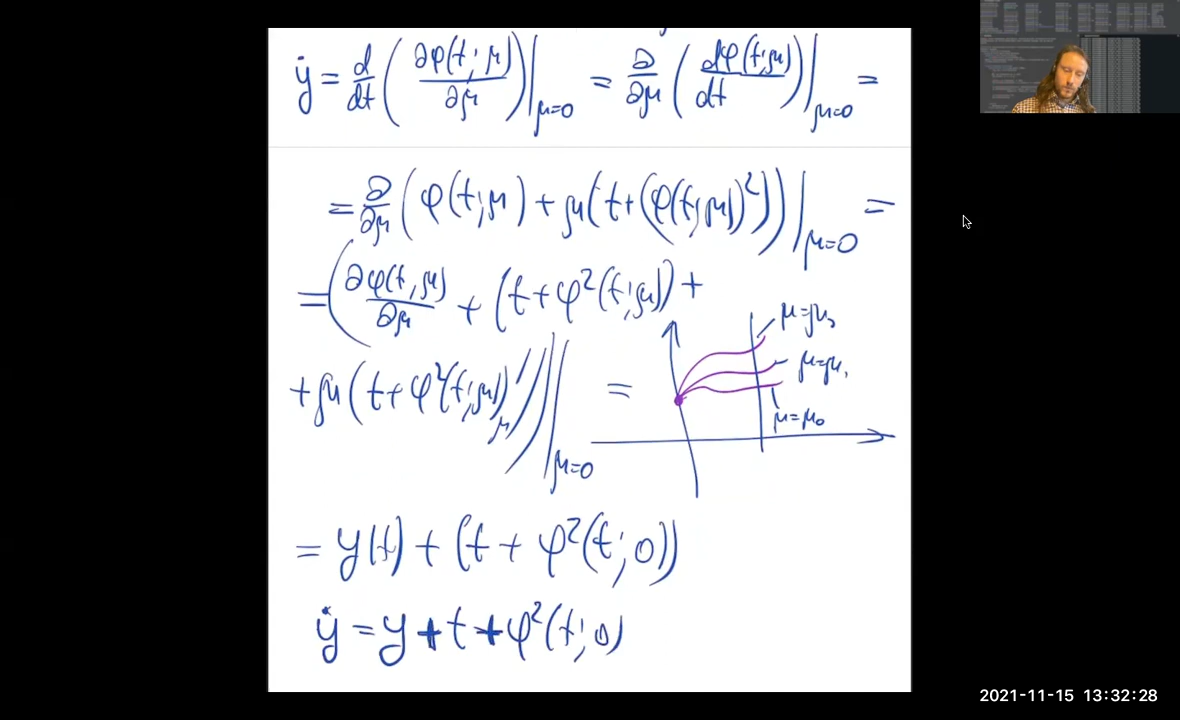 ẏ = d/dt (∂φ(t;μ)/∂μ)|μ=0 = ∂/∂μ (dφ(t;μ)/dt)|μ=0 =
= ∂/∂μ (φ(t;μ) + μ(t+(φ(t;μ))²))|μ=0 =
= (∂φ(t,μ)/∂μ + (t+φ²(t;μ)) +
+ μ(t+φ²(t;μ))'μ)|μ=0 =
μ=μ₁
μ=μ₀
= y(t) + (t + φ²(t;0))
ẏ = y + t + φ²(t;0)
2021-11-15 13:32:28